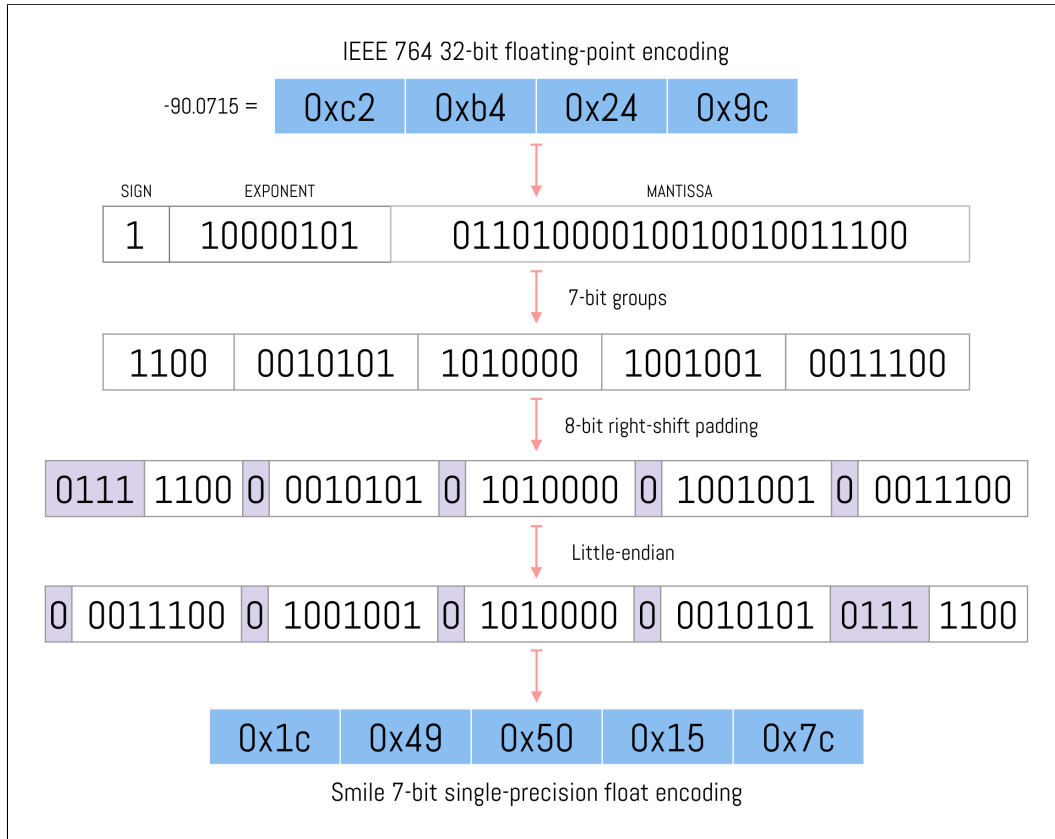 IEEE 764 32-bit floating-point encoding
-90.0715 = 0xc2 0xb4 0x24 0x9c
SIGN EXPONENT MANTISSA
1 10000101 01101000010010010011100
7-bit groups
1100 0010101 1010000 1001001 0011100
8-bit right-shift padding
0111 1100 0 0010101 0 1010000 0 1001001 0 0011100
Little-endian
0 0011100 0 1001001 0 1010000 0 0010101 0111 1100
0x1c 0x49 0x50 0x15 0x7c
Smile 7-bit single-precision float encoding